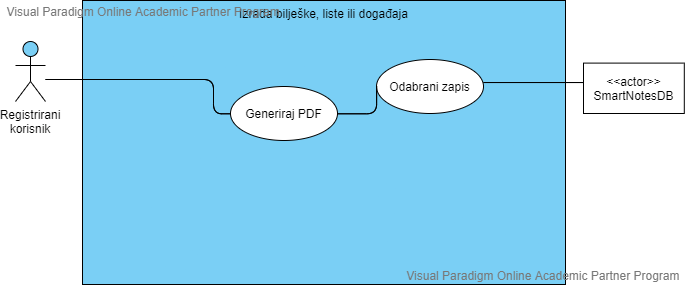 Visual Paradigm Online Academic Partner Program
Izrada bilješke, liste ili događaja
Registrirani
korisnik
Generiraj PDF
Odabrani zapis
<<actor>>
SmartNotesDB
Visual Paradigm Online Academic Partner Program